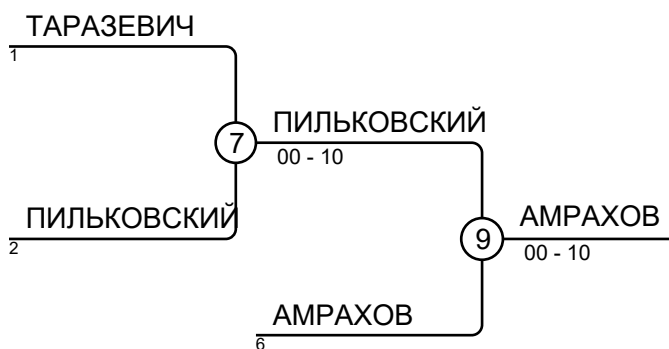 ТАРАЗЕВИЧ
1
7
ПИЛЬКОВСКИЙ
00 - 10
ПИЛЬКОВСКИЙ
2
9
АМРАХОВ
00 - 10
АМРАХОВ
6